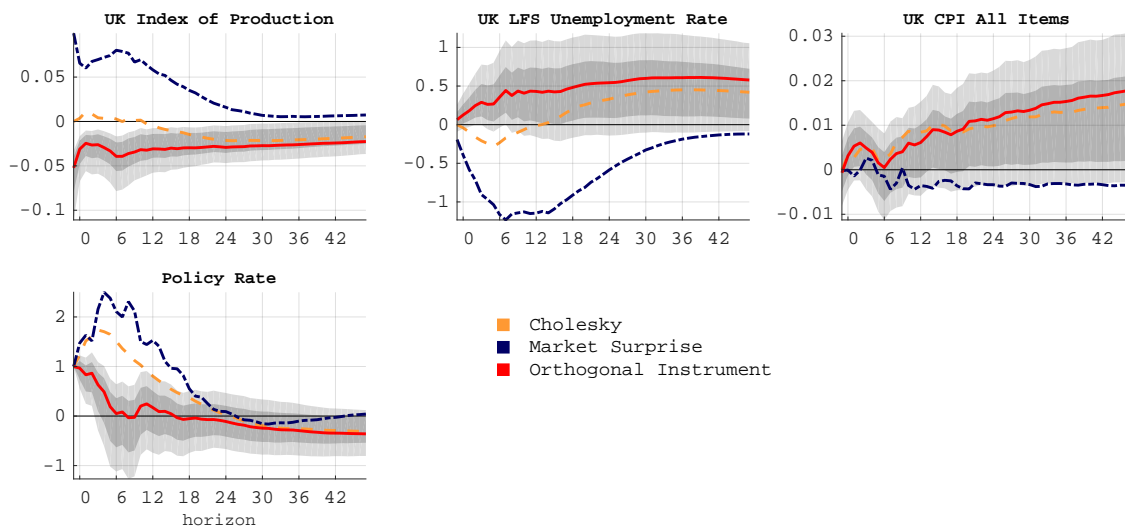 UK Index of Production
UK LFS Unemployment Rate
UK CPI All Items
0.05
0
-0.05
-0.1
0 6 12 18 24 30 36 42
1
0.5
0
-0.5
-1
0 6 12 18 24 30 36 42
0.03
0.02
0.01
0
-0.01
0 6 12 18 24 30 36 42
Policy Rate
2
1
0
-1
0 6 12 18 24 30 36 42
horizon
Cholesky
Market Surprise
Orthogonal Instrument